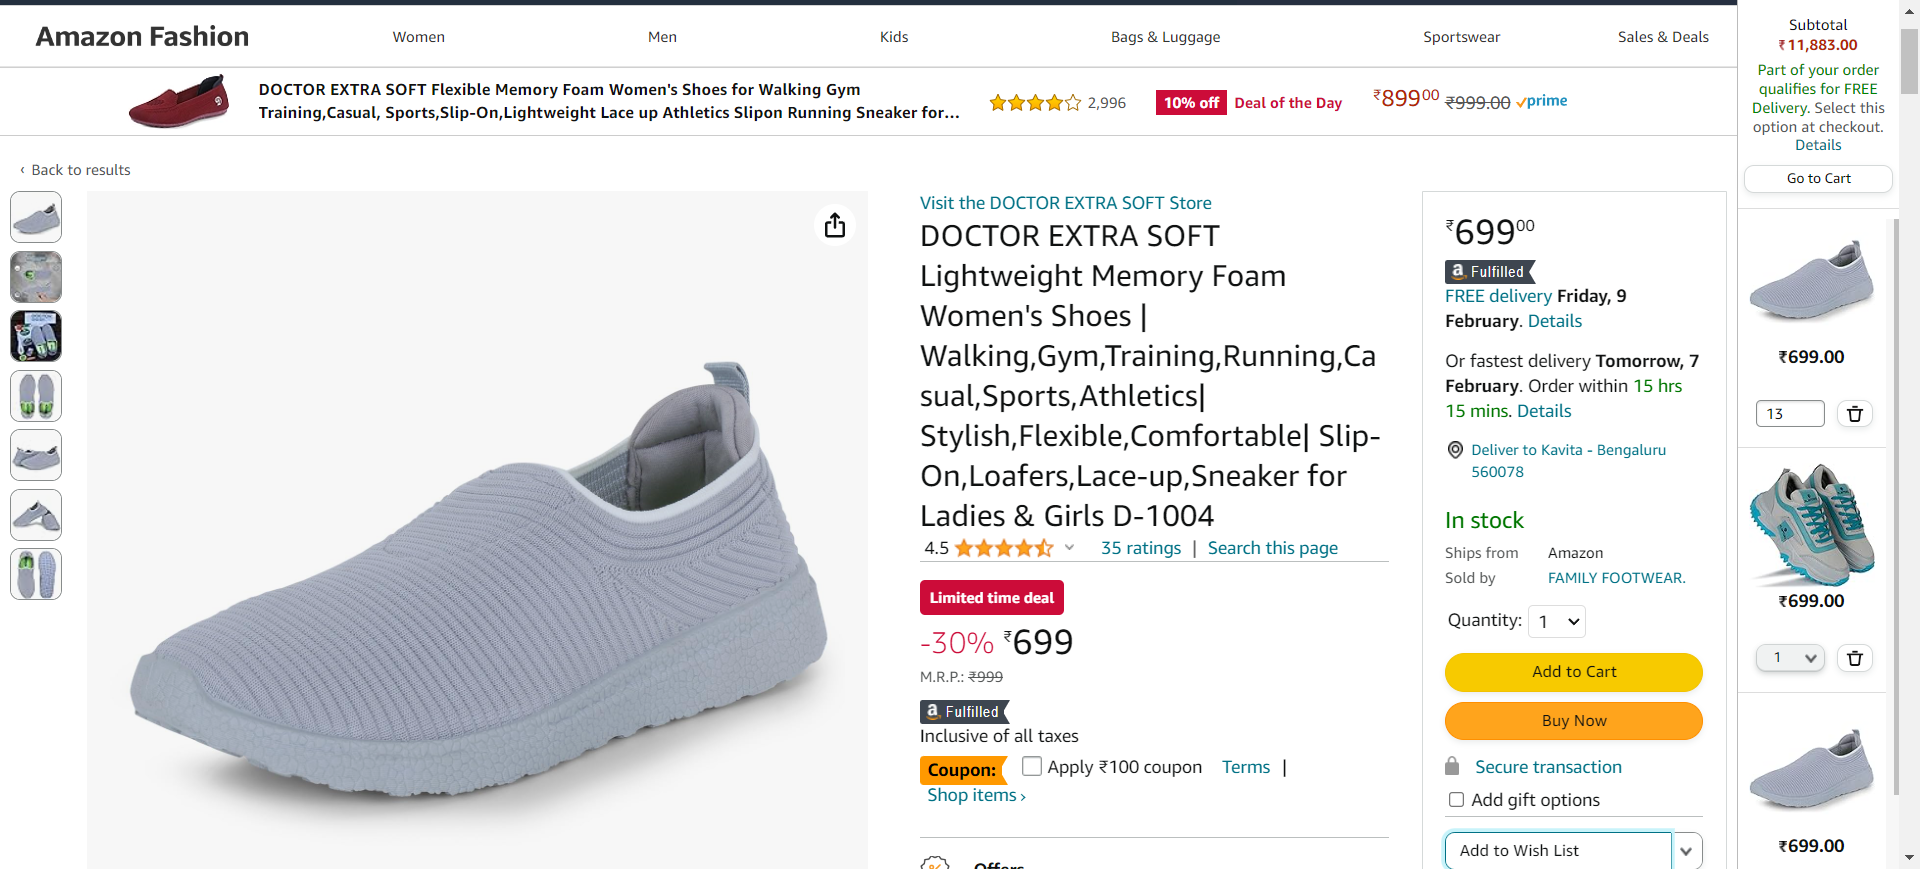 Amazon Fashion
Women
Men
Kids
Bags & Luggage
Sportswear
Sales & Deals
DOCTOR EXTRA SOFT Flexible Memory Foam Women's Shoes for Walking Gym
Training,Casual, Sports,Slip-On,Lightweight Lace up Athletics Slipon Running Sneaker for...
2,996
10% off
Deal of the Day
₹89900
₹999.00
prime
‹ Back to results
Visit the DOCTOR EXTRA SOFT Store
DOCTOR EXTRA SOFT
Lightweight Memory Foam
Women's Shoes |
Walking,Gym,Training,Running,Ca
sual,Sports,Athletics|
Stylish,Flexible,Comfortable| Slip-
On,Loafers,Lace-up,Sneaker for
Ladies & Girls D-1004
4.5
35 ratings | Search this page
Limited time deal
-30% ₹699
M.R.P.: ₹999
a Fulfilled
Inclusive of all taxes
Coupon: Apply ₹100 coupon Terms |
Shop items ›
Offers
₹69900
a Fulfilled
FREE delivery Friday, 9
February. Details
Or fastest delivery Tomorrow, 7
February. Order within 15 hrs
15 mins. Details
Deliver to Kavita - Bengaluru
560078
In stock
Ships from Amazon
Sold by FAMILY FOOTWEAR.
Quantity: 1
Add to Cart
Buy Now
Secure transaction
Add gift options
Add to Wish List
Subtotal
₹11,883.00
Part of your order
qualifies for FREE
Delivery. Select this
option at checkout.
Details
Go to Cart
₹699.00
13
₹699.00
1
₹699.00